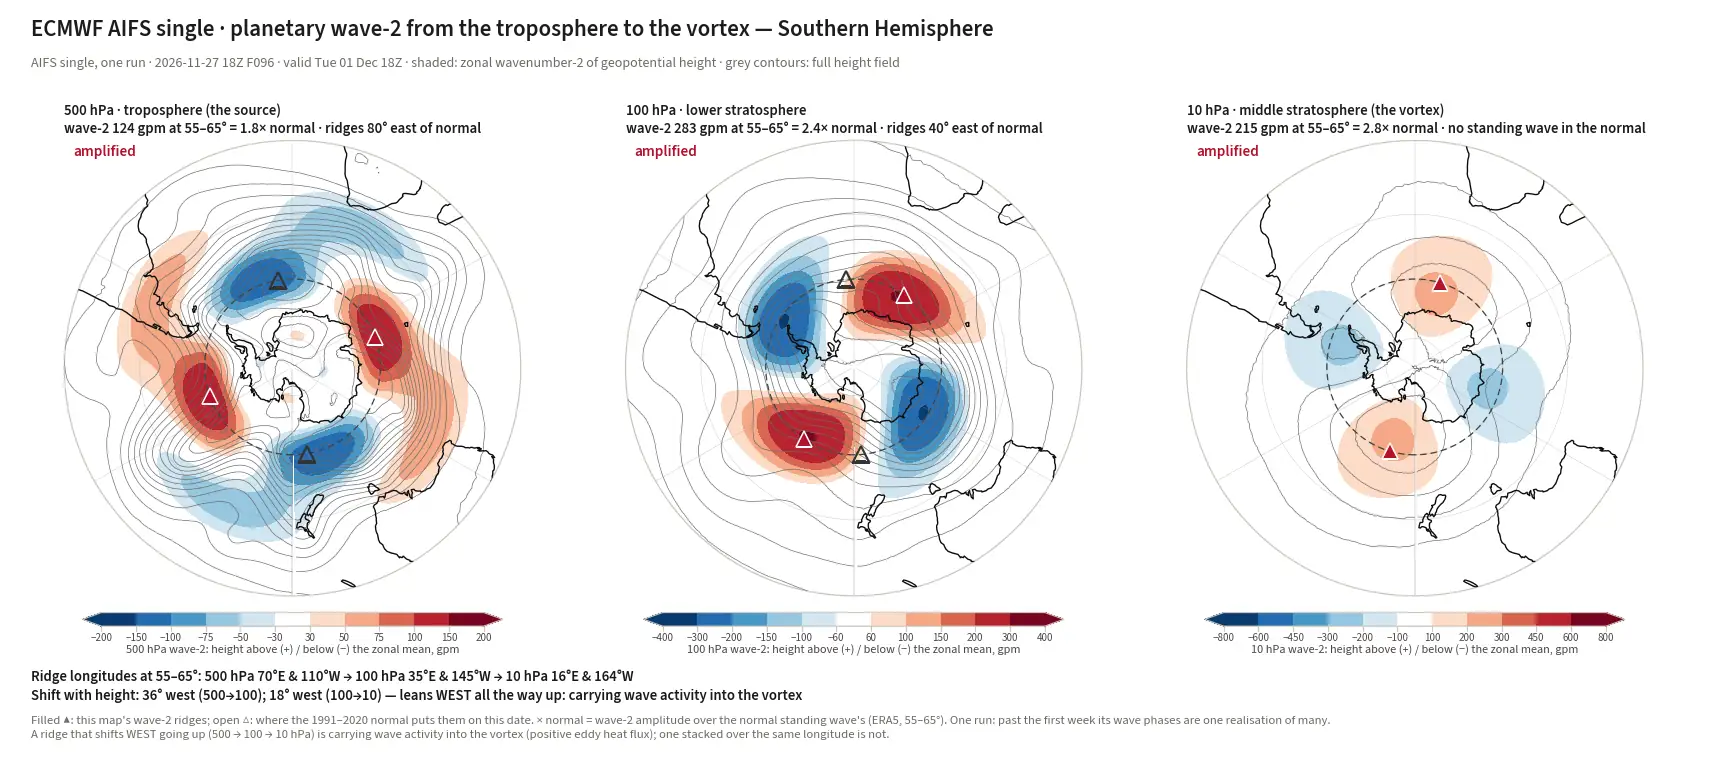 ECMWF AIFS single · planetary wave-2 from the troposphere to the vortex — Southern Hemisphere
AIFS single, one run · 2026-11-27 18Z F096 · valid Tue 01 Dec 18Z · shaded: zonal wavenumber-2 of geopotential height · grey contours: full height field
500 hPa · troposphere (the source)
wave-2 124 gpm at 55–65° = 1.8× normal · ridges 80° east of normal
amplified
100 hPa · lower stratosphere
wave-2 283 gpm at 55–65° = 2.4× normal · ridges 40° east of normal
amplified
10 hPa · middle stratosphere (the vortex)
wave-2 215 gpm at 55–65° = 2.8× normal · no standing wave in the normal
amplified
−200 −150 −100 −75 −50 −30 30 50 75 100 150 200
500 hPa wave-2: height above (+) / below (−) the zonal mean, gpm
−400 −300 −200 −150 −100 −60 60 100 150 200 300 400
100 hPa wave-2: height above (+) / below (−) the zonal mean, gpm
−800 −600 −450 −300 −200 −100 100 200 300 450 600 800
10 hPa wave-2: height above (+) / below (−) the zonal mean, gpm
Ridge longitudes at 55–65°: 500 hPa 70°E & 110°W → 100 hPa 35°E & 145°W → 10 hPa 16°E & 164°W
Shift with height: 36° west (500→100); 18° west (100→10) — leans WEST all the way up: carrying wave activity into the vortex
Filled ▲: this map's wave-2 ridges; open △: where the 1991–2020 normal puts them on this date. × normal = wave-2 amplitude over the normal standing wave's (ERA5, 55–65°). One run: past the first week its wave phases are one realisation of many.
A ridge that shifts WEST going up (500 → 100 → 10 hPa) is carrying wave activity into the vortex (positive eddy heat flux); one stacked over the same longitude is not.